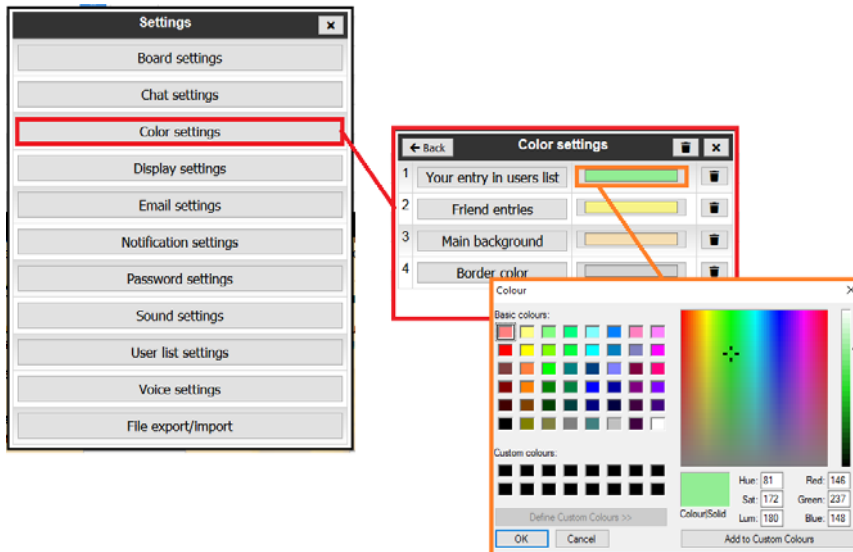 Settings
×
Board settings
Chat settings
Color settings
Display settings
Email settings
Notification settings
Password settings
Sound settings
User list settings
Voice settings
File export/import
← Back Color settings ×
1 Your entry in users list
2 Friend entries
3 Main background
4 Border color
Colour ×
Basic colours:
Custom colours:
Define Custom Colours >>
OK Cancel
Colour|Solid
Hue: 81 Red: 146
Sat: 172 Green: 237
Lum: 180 Blue: 148
Add to Custom Colours